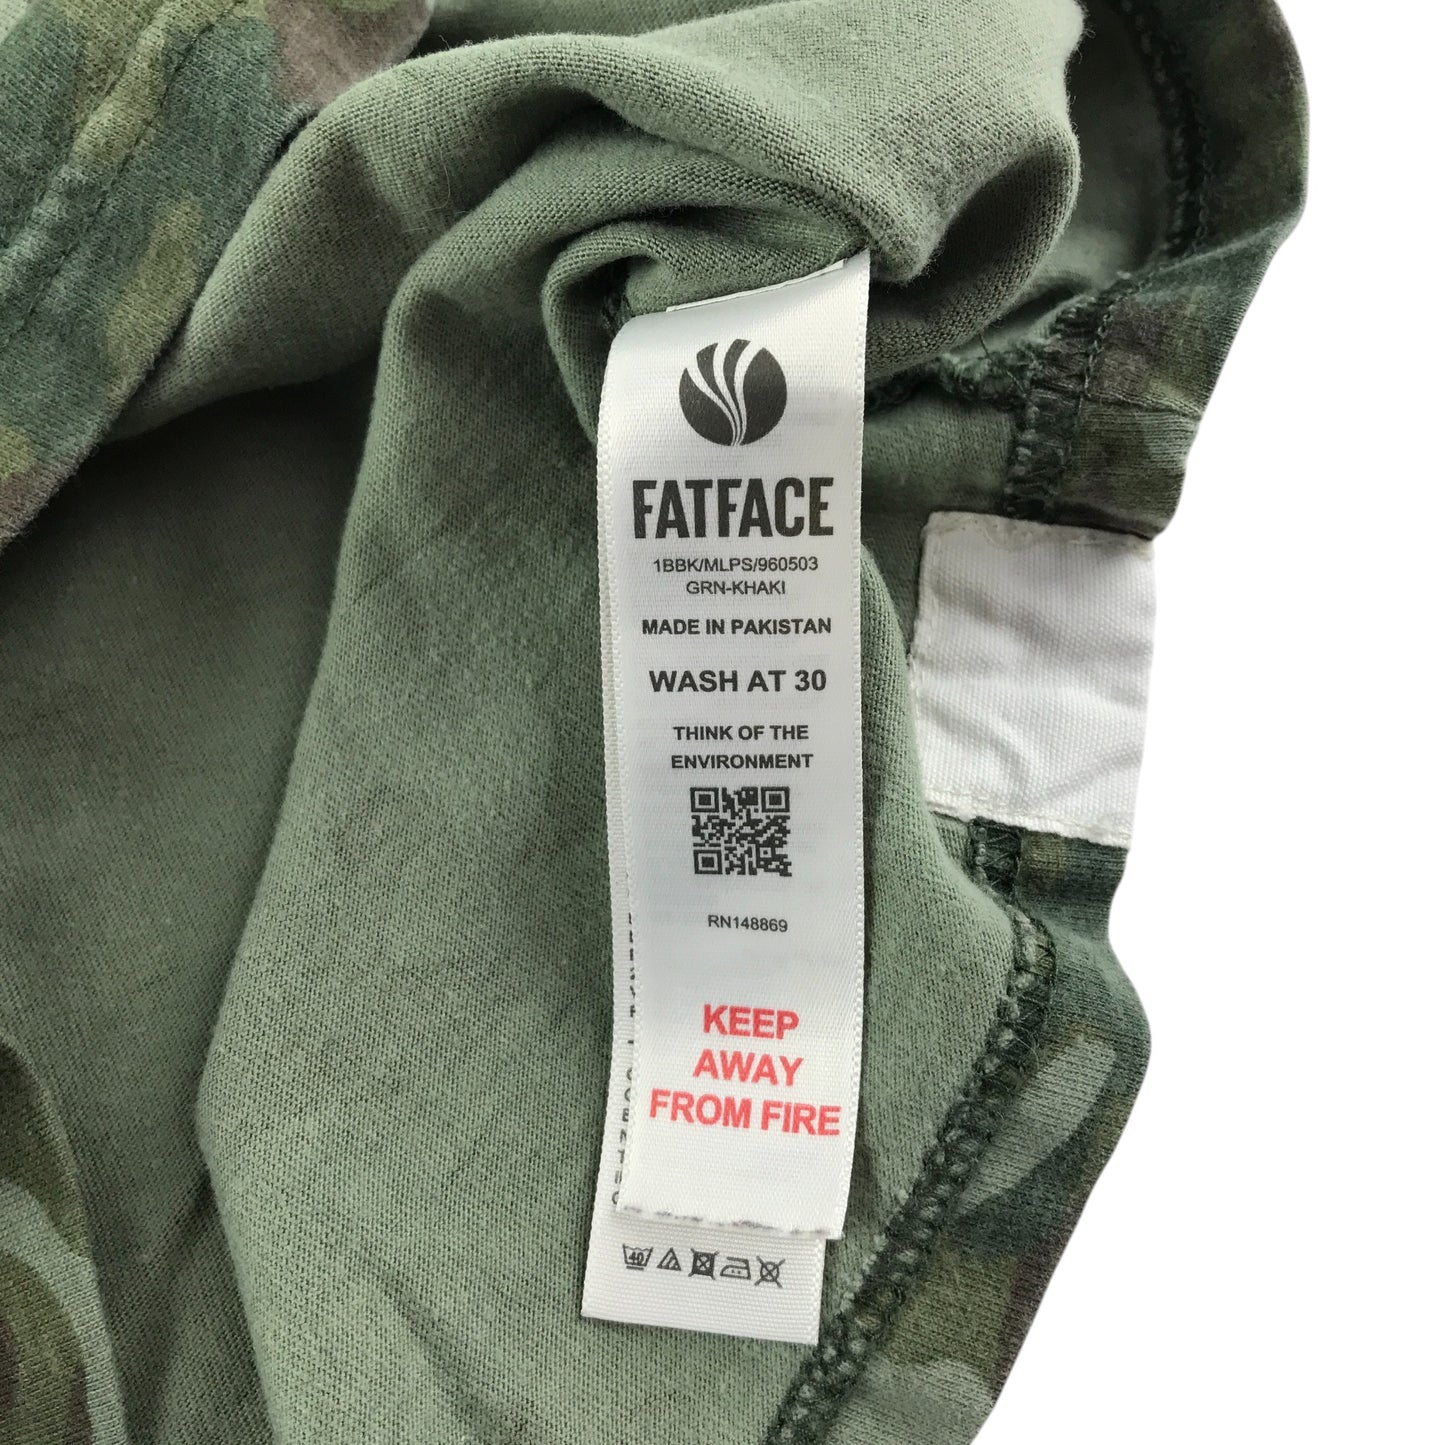 FATFACE
1BBK/MLPS/960503
GRN-KHAKI
MADE IN PAKISTAN
WASH AT 30
THINK OF THE
ENVIRONMENT
RN148869
KEEP
AWAY
FROM FIRE
40